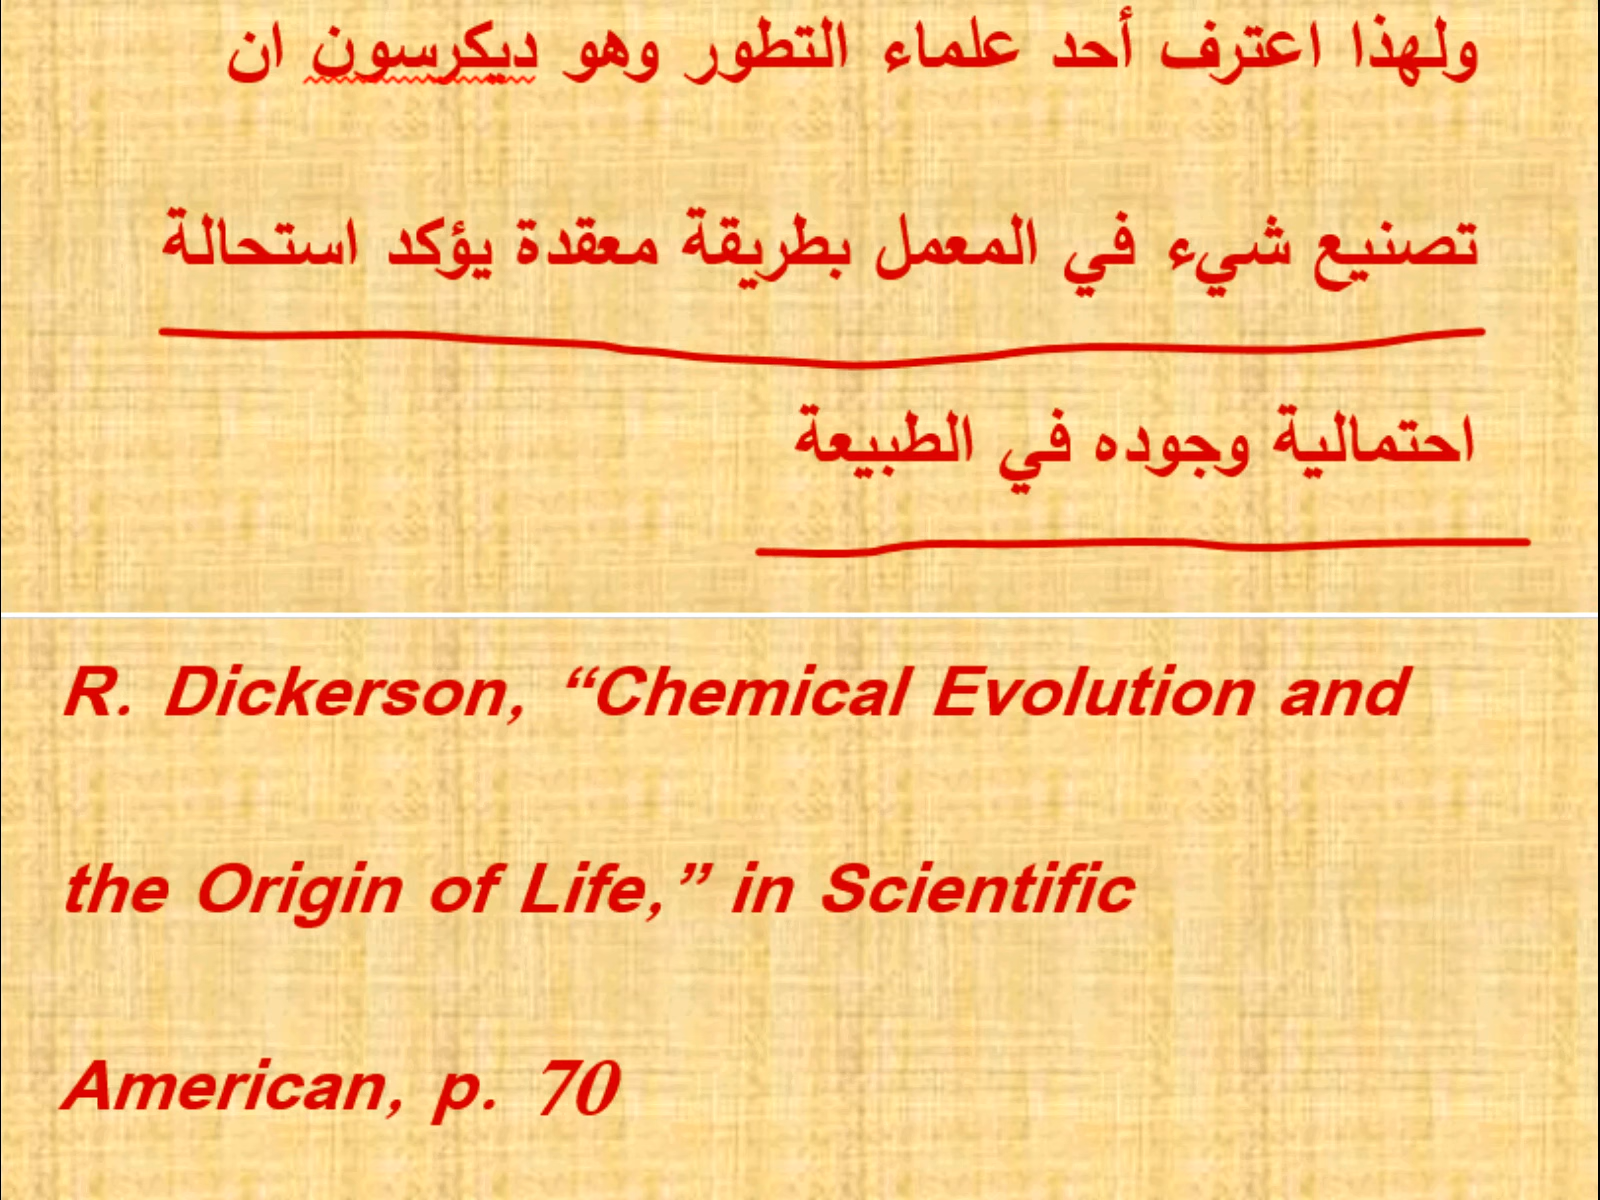 ولهذا اعترف أحد علماء التطور وهو ديكرسون ان
تصنيع شيء في المعمل بطريقة معقدة يؤكد استحالة
احتمالية وجوده في الطبيعة
R. Dickerson, “Chemical Evolution and
the Origin of Life,” in Scientific
American, p. 70